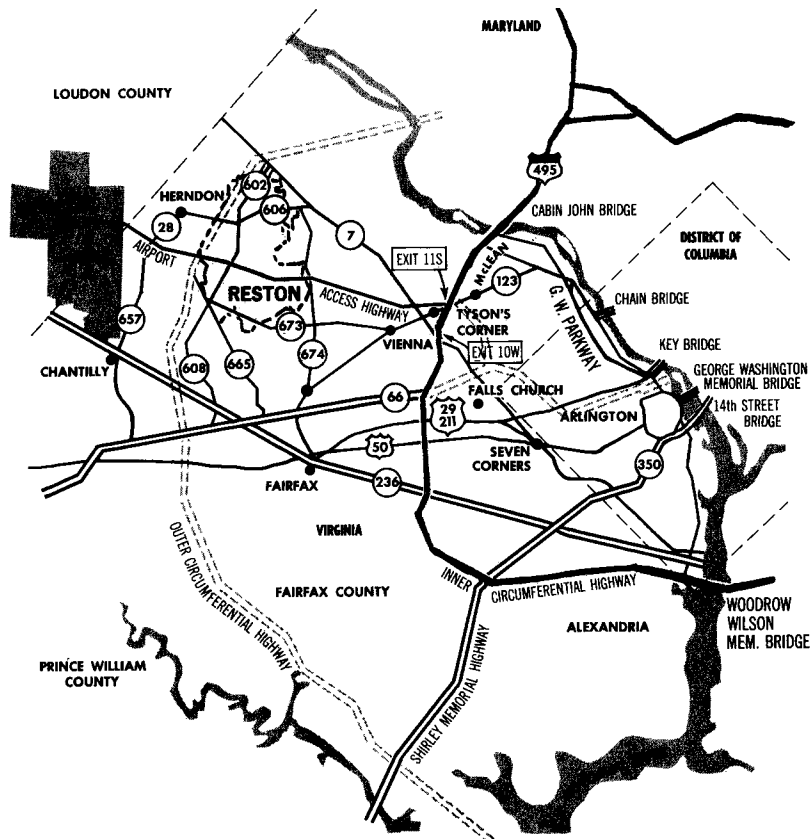 MARYLAND
LOUDON COUNTY
495
602
HERNDON
606
28
7
CABIN JOHN BRIDGE
DISTRICT OF
COLUMBIA
AIRPORT
EXIT 11S
McLEAN
123
RESTON
ACCESS HIGHWAY
TYSON'S
CORNER
G. W. PARKWAY
CHAIN BRIDGE
657
673
VIENNA
EXIT 10W
KEY BRIDGE
CHANTILLY
608
665
674
GEORGE WASHINGTON
MEMORIAL BRIDGE
66
FALLS CHURCH
29
211
ARLINGTON
14th STREET
BRIDGE
50
SEVEN
CORNERS
350
FAIRFAX
236
VIRGINIA
OUTER CIRCUMFERENTIAL HIGHWAY
INNER
CIRCUMFERENTIAL HIGHWAY
FAIRFAX COUNTY
WOODROW
WILSON
MEM. BRIDGE
ALEXANDRIA
PRINCE WILLIAM
COUNTY
SHIRLEY MEMORIAL HIGHWAY